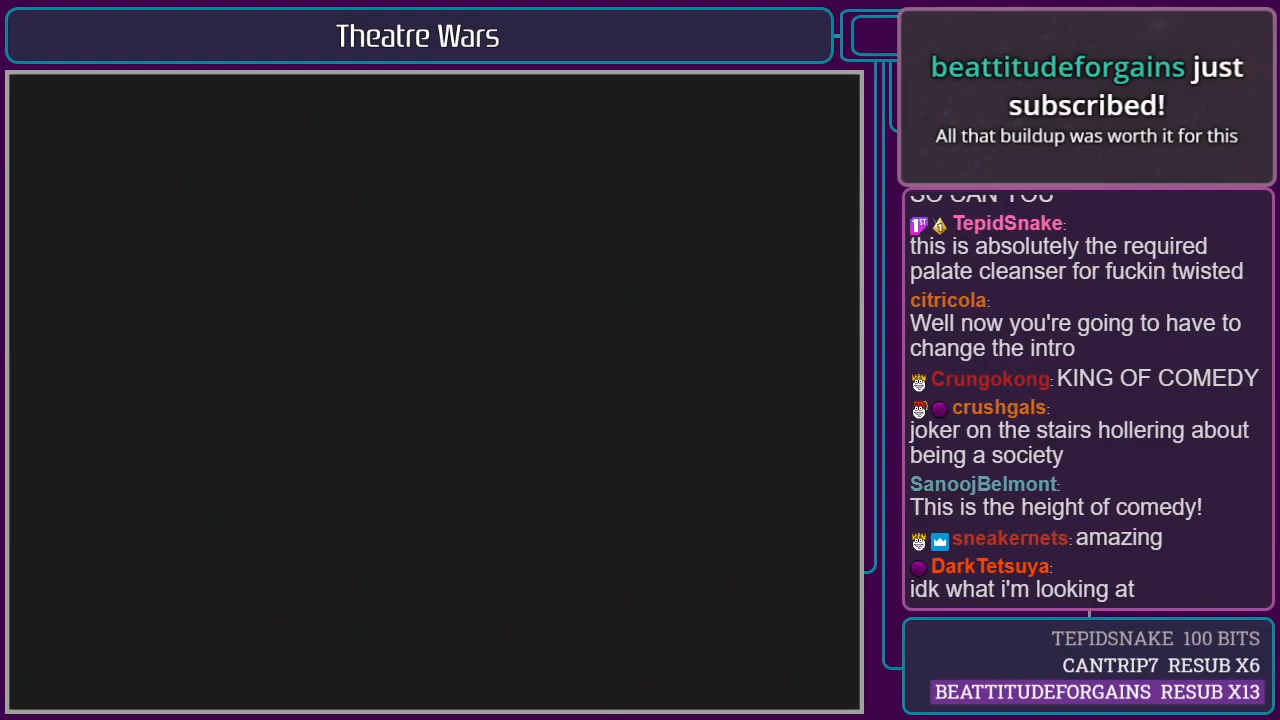 Theatre Wars
beattitudeforgains just
subscribed!
All that buildup was worth it for this
SO CAN YOU
TepidSnake:
this is absolutely the required
palate cleanser for fuckin twisted
citricola:
Well now you're going to have to
change the intro
Crungokong: KING OF COMEDY
crushgals:
joker on the stairs hollering about
being a society
SanoojBelmont:
This is the height of comedy!
sneakernets: amazing
DarkTetsuya:
idk what i'm looking at
TEPIDSNAKE 100 BITS
CANTRIP7 RESUB X6
BEATTITUDEFORGAINS RESUB X13